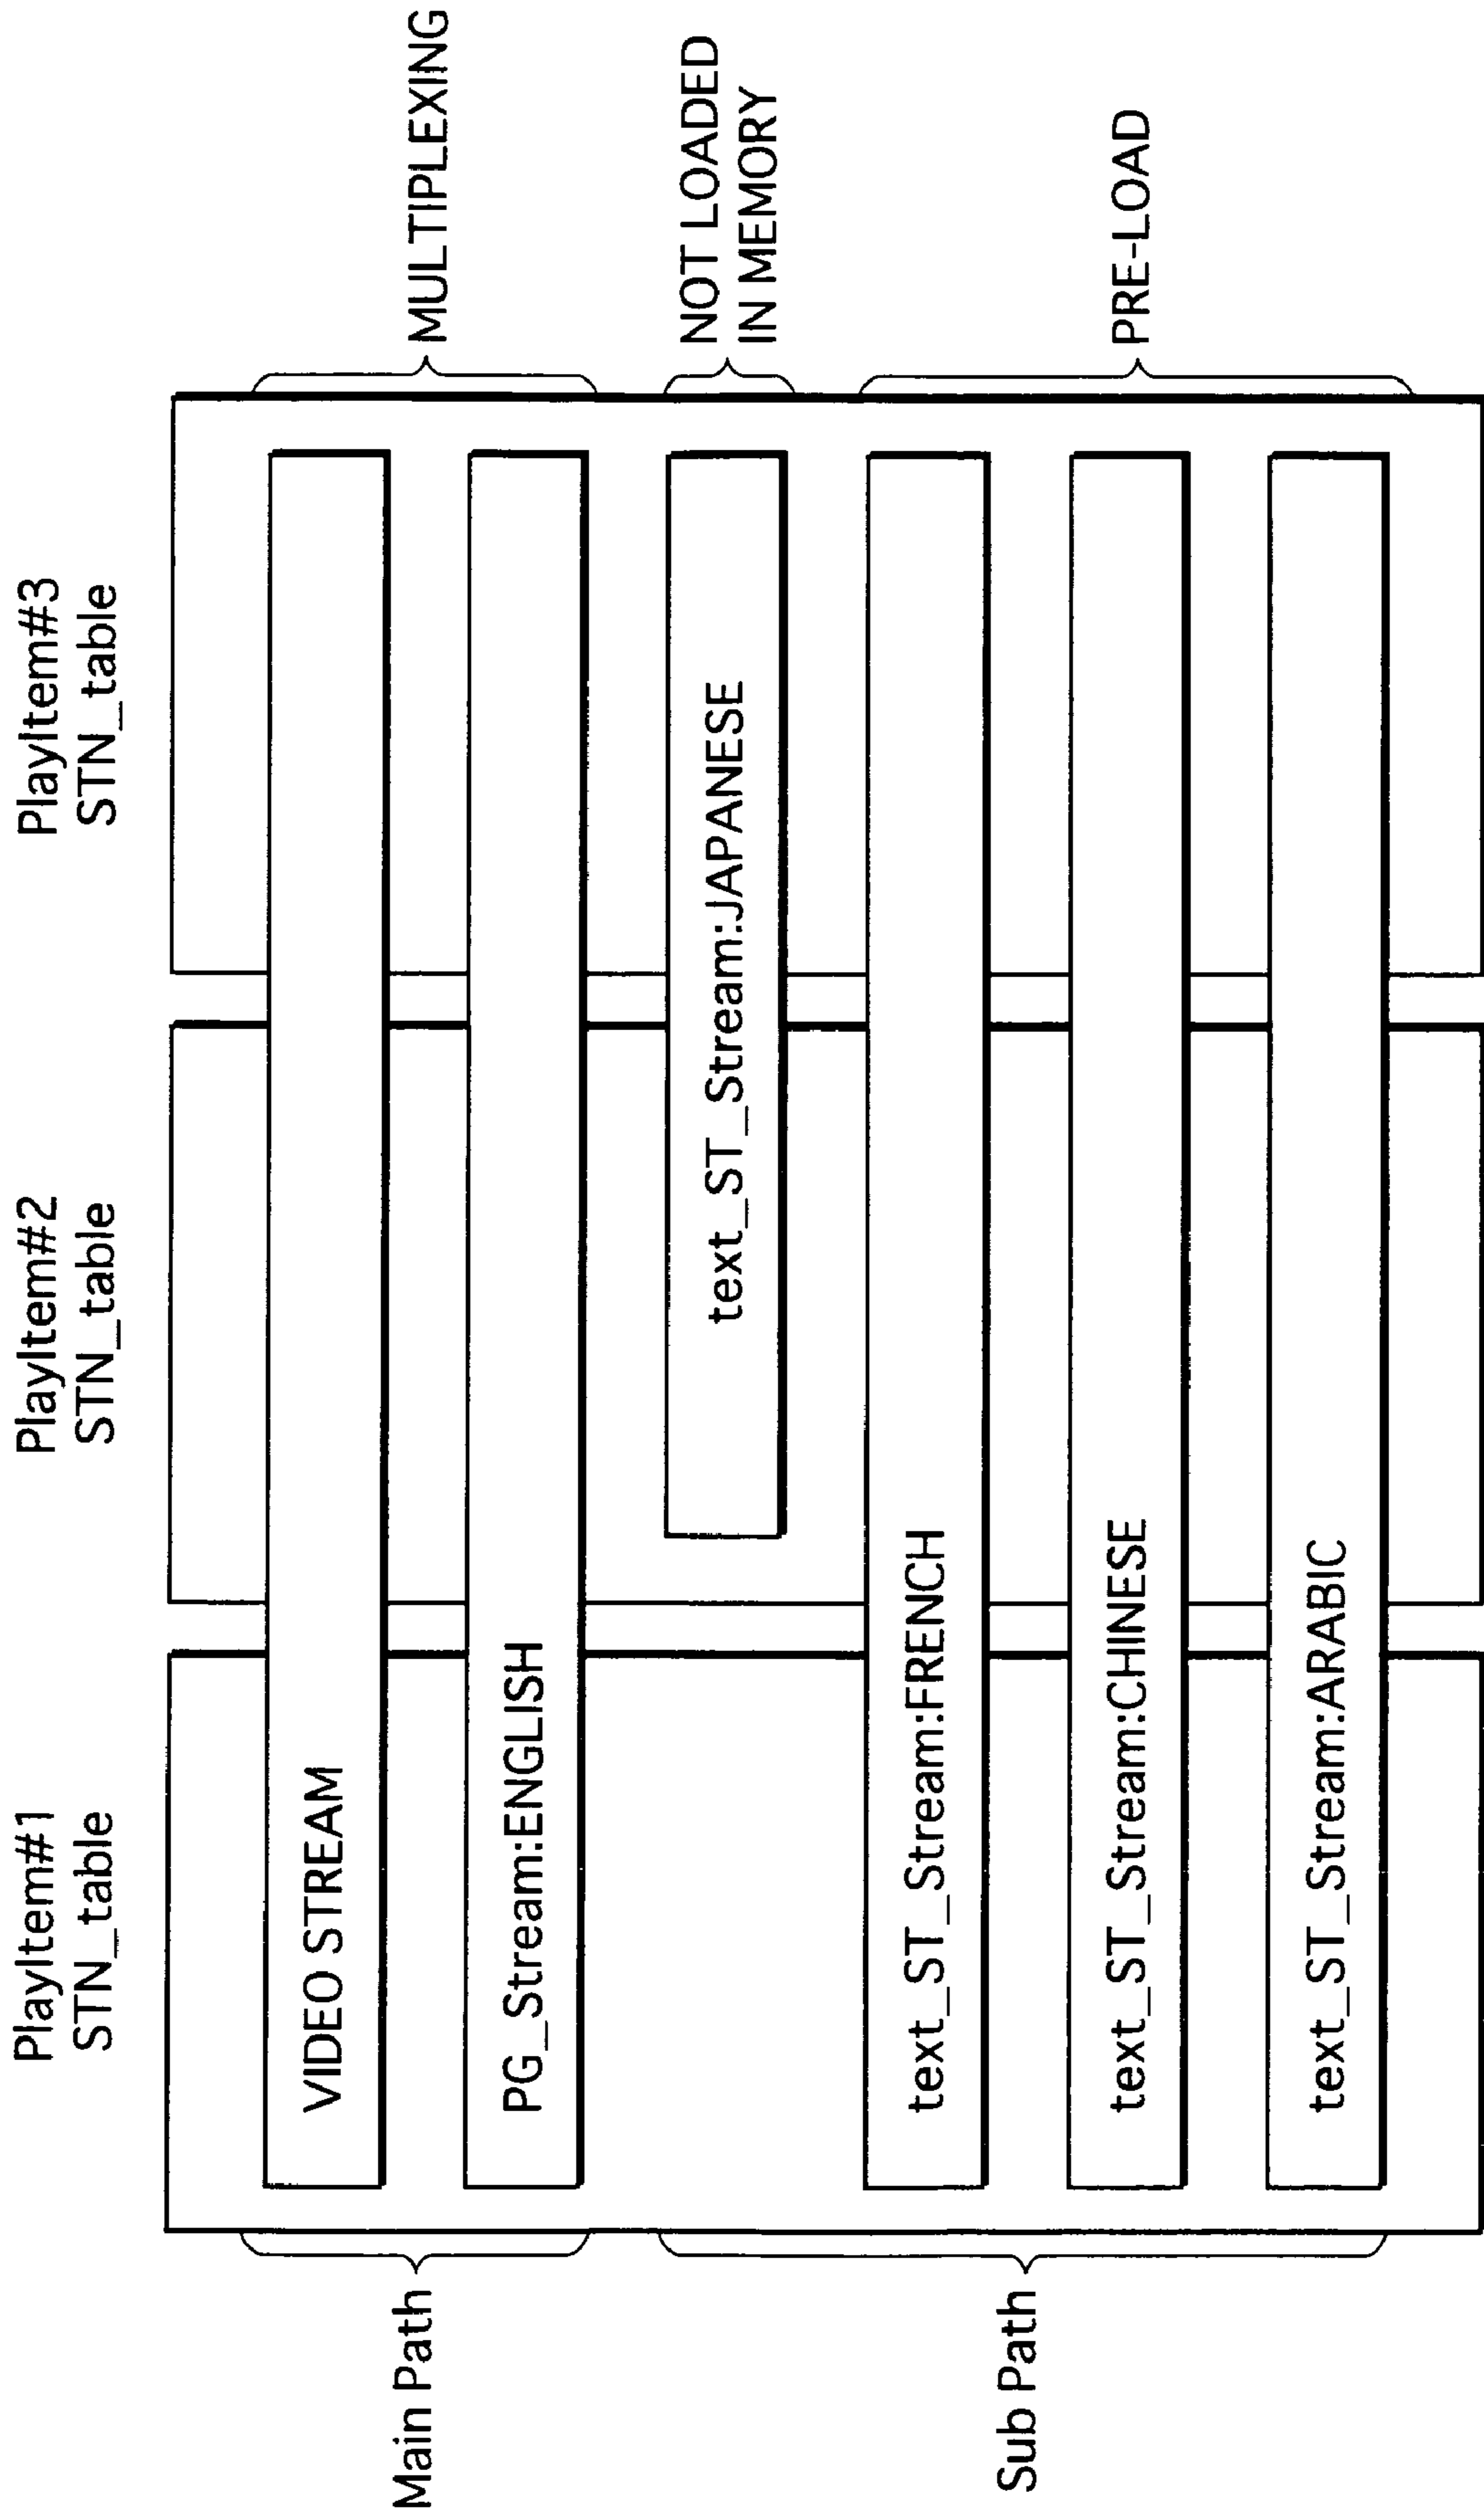 PlayItem#1
STN_table
PlayItem#2
STN_table
PlayItem#3
STN_table
Main Path
VIDEO STREAM
PG_Stream:ENGLISH
MULTIPLEXING
Sub Path
text_ST_Stream:JAPANESE
NOT LOADED
IN MEMORY
text_ST_Stream:FRENCH
text_ST_Stream:CHINESE
text_ST_Stream:ARABIC
PRE-LOAD